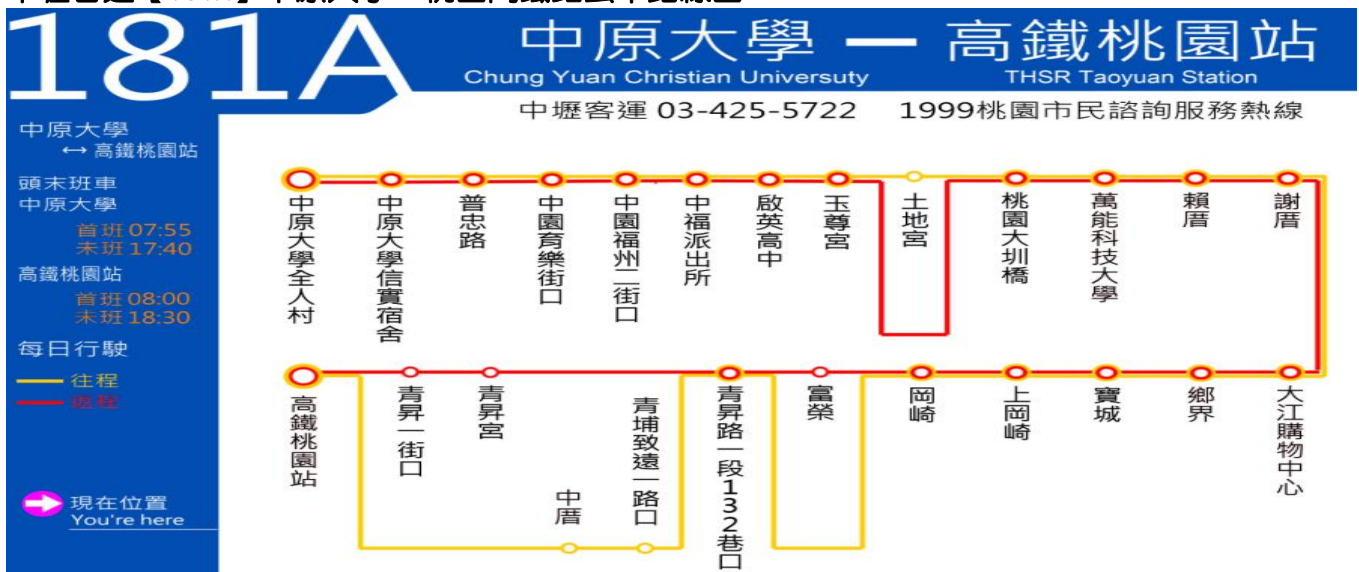 181A
中原大學 — 高鐵桃園站
Chung Yuan Christian Universuty THSR Taoyuan Station
中壢客運 03-425-5722 1999桃園市民諮詢服務熱線
中原大學
↔ 高鐵桃園站
頭末班車
中原大學
首班 07:55
末班 17:40
高鐵桃園站
首班 08:00
末班 18:30
每日行駛
往程
返程
現在位置
You're here
中原大學全人村
中原大學信實宿舍
普忠路
中園育樂街口
中園福州二街口
中福派出所
啟英高中
玉尊宮
土地宮
桃園大圳橋
萬能科技大學
賴厝
謝厝
高鐵桃園站
青昇一街口
青昇宮
中厝
青埔致遠一路口
青昇路一段132巷口
富榮
岡崎
上岡崎
寶城
鄉界
大江購物中心